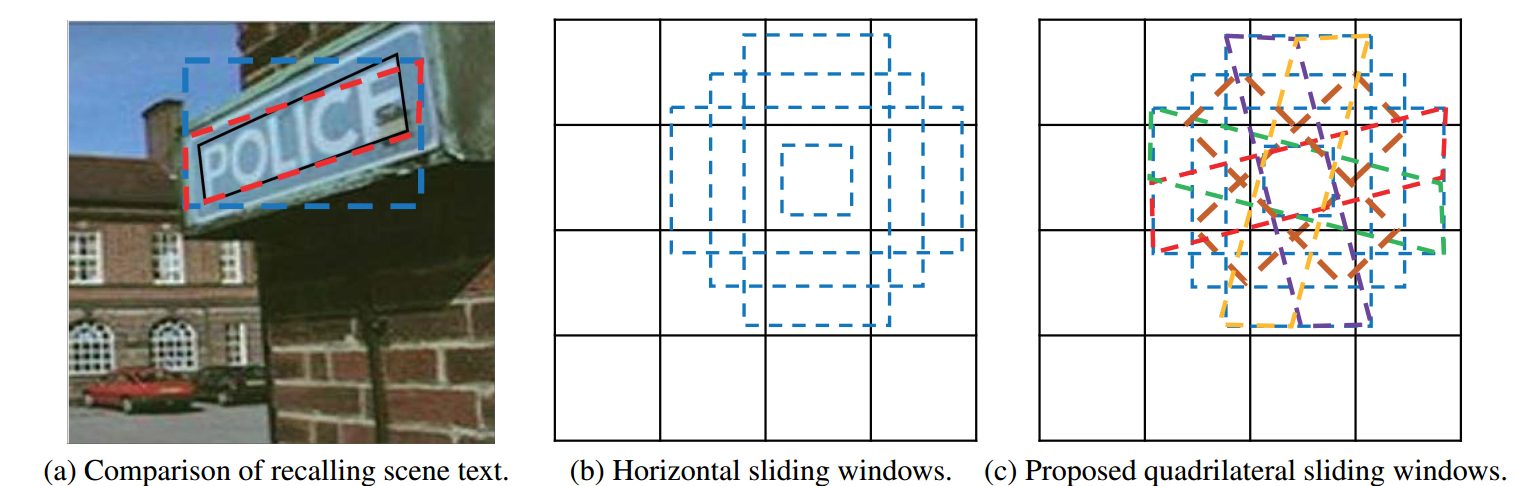 POLICE
(a) Comparison of recalling scene text.
(b) Horizontal sliding windows.
(c) Proposed quadrilateral sliding windows.